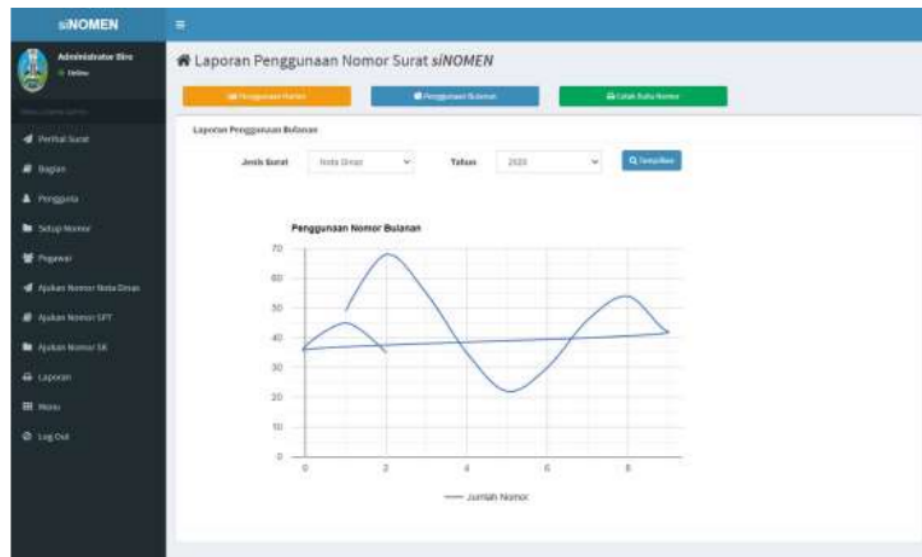 siNOMEN
Administrator Biro
Online
Laporan Penggunaan Nomor Surat siNOMEN
Penggunaan Harian
Penggunaan Bulanan
Cetak Buku Nomor
Perihal Surat
Bagian
Pengguna
Setup Nomor
Pegawai
Ajukan Nomor Nota Dinas
Ajukan Nomor SPT
Ajukan Nomor SK
Laporan
Menu
Log Out
Laporan Penggunaan Bulanan
Jenis Surat
Nota Dinas
Tahun
2020
Tampilkan
Penggunaan Nomor Bulanan
70
60
50
40
30
20
10
0
0 2 4 6 8
Jumlah Nomor